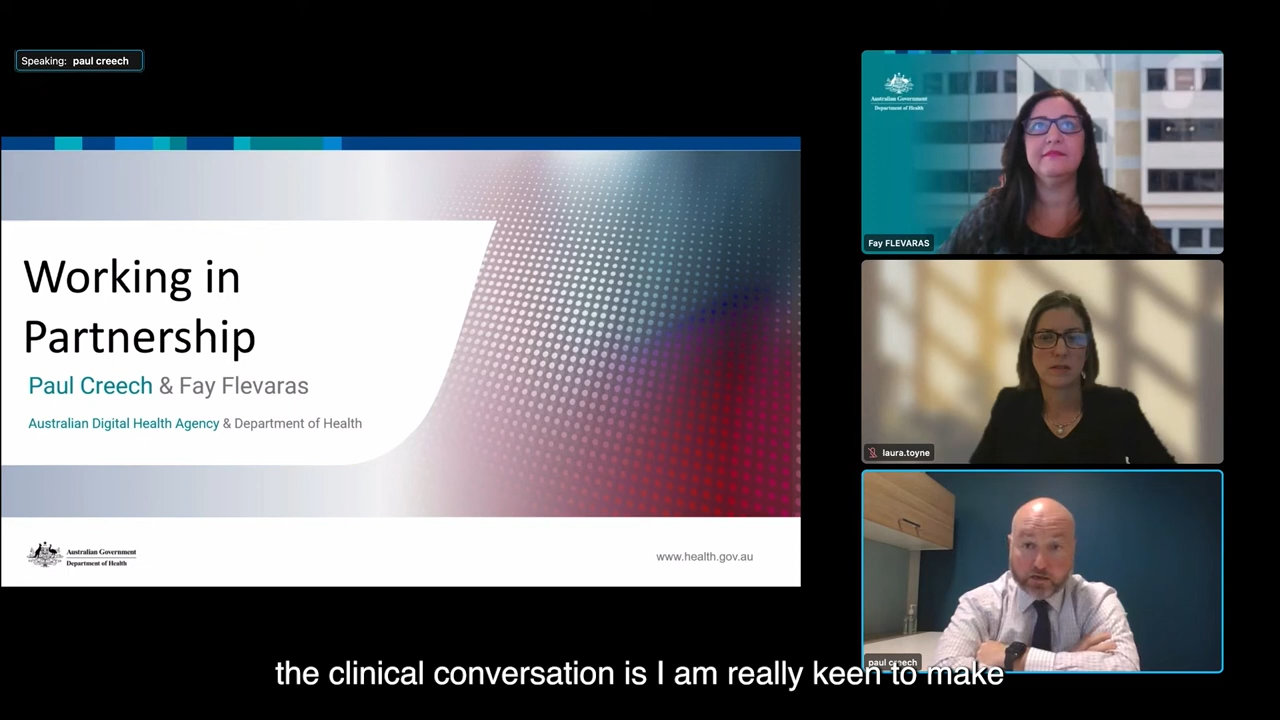 Speaking: paul creech
Australian Government
Department of Health
Fay FLEVARAS
Working in
Partnership
Paul Creech & Fay Flevaras
Australian Digital Health Agency & Department of Health
laura.toyne
Australian Government
Department of Health
www.health.gov.au
paul creech
the clinical conversation is I am really keen to make